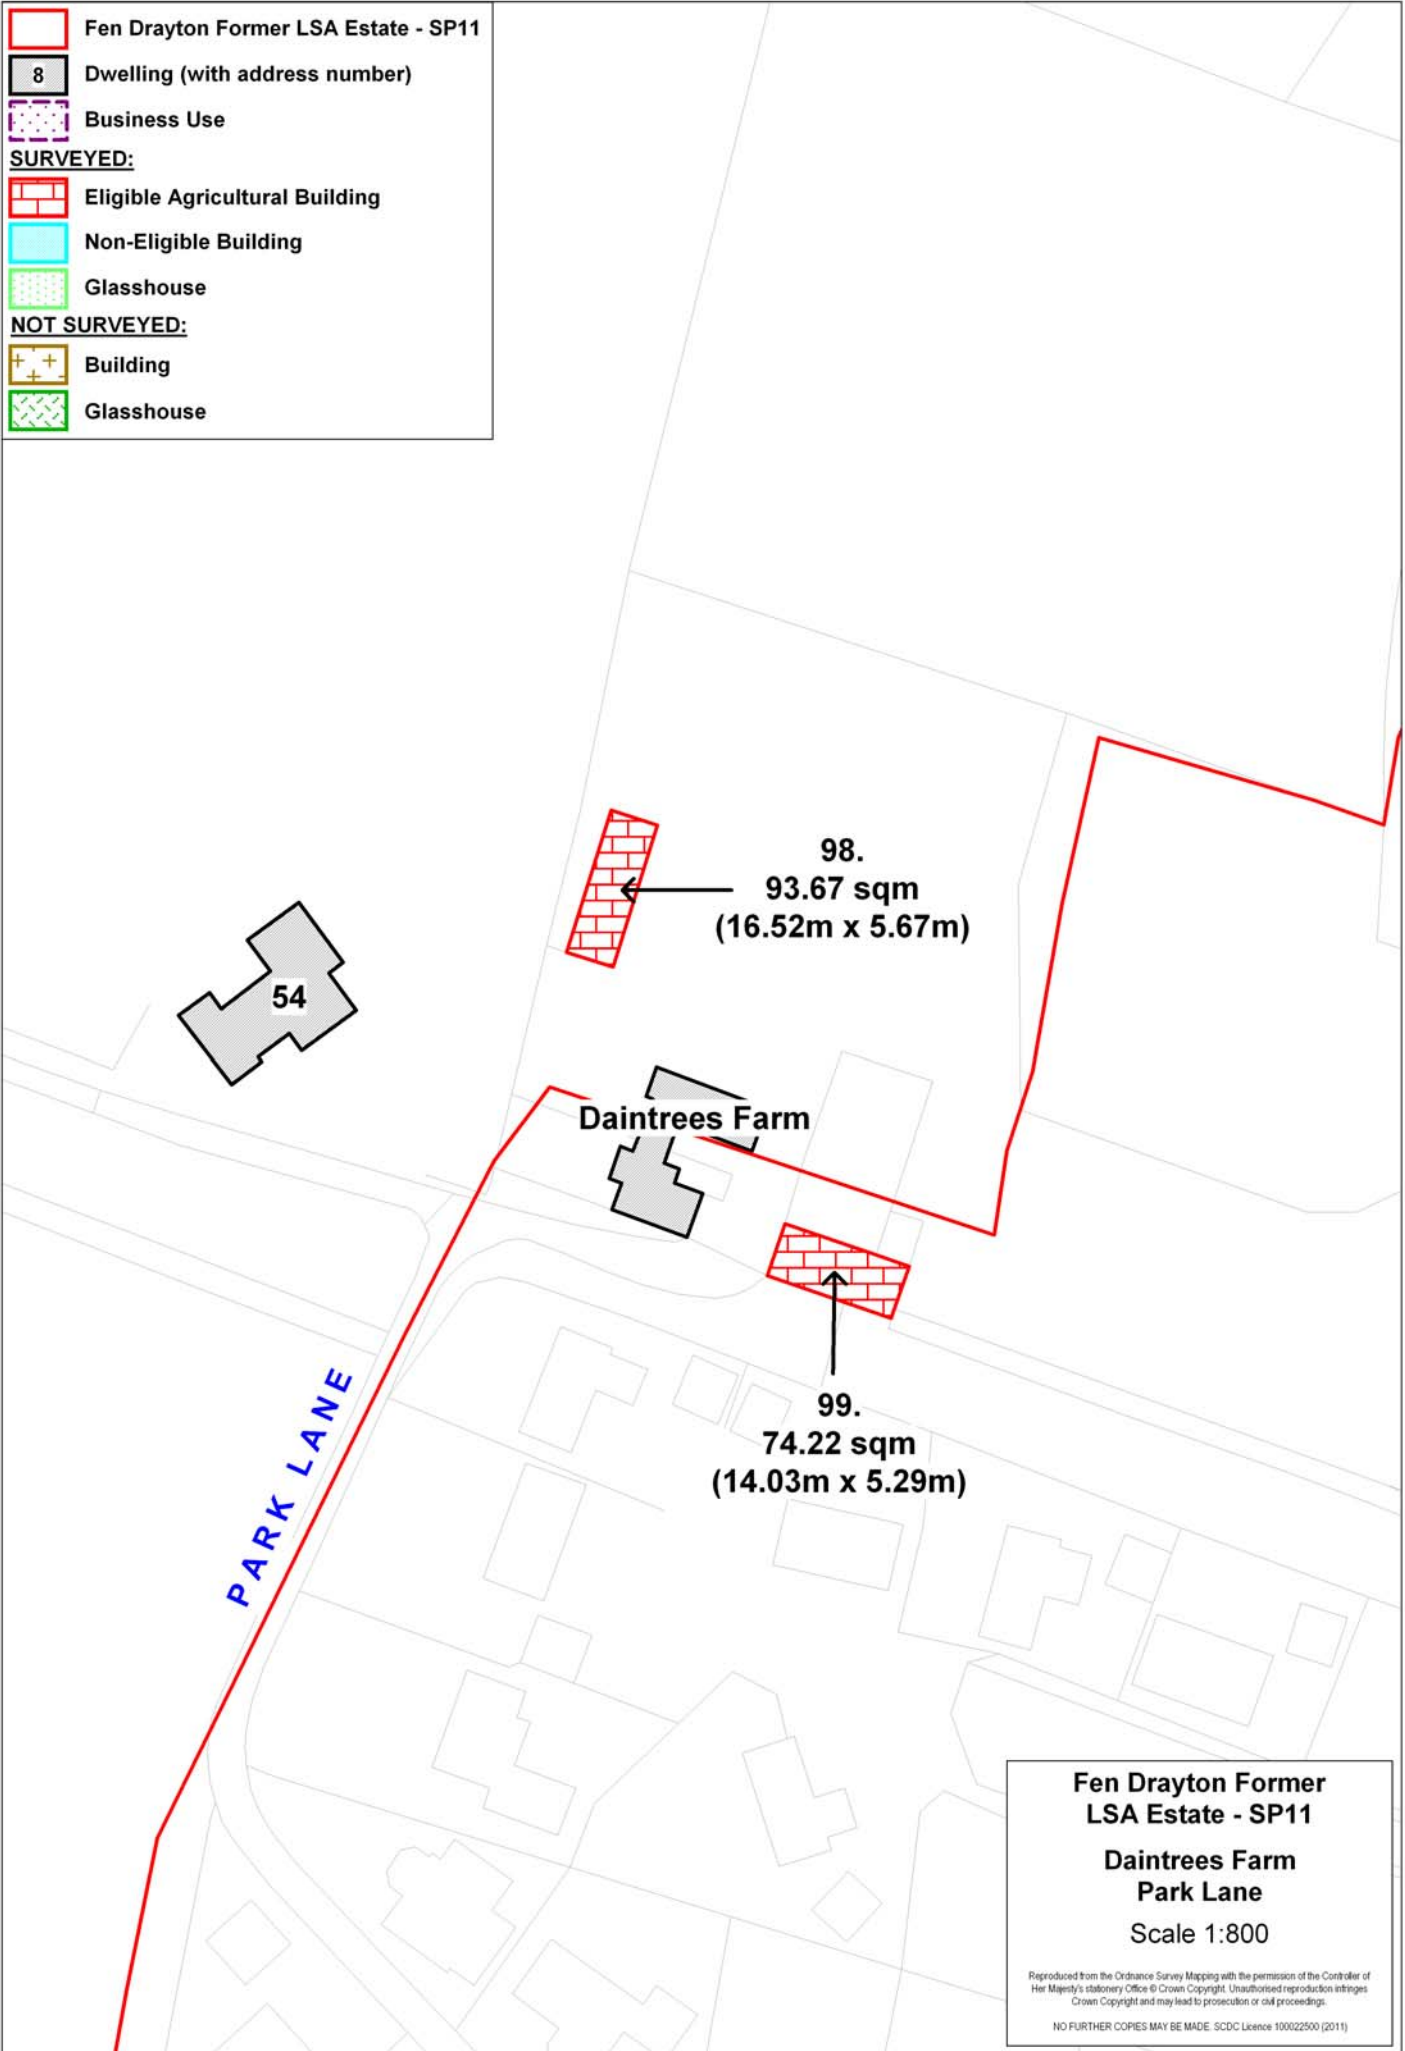 Fen Drayton Former LSA Estate - SP11
8 Dwelling (with address number)
Business Use
SURVEYED:
Eligible Agricultural Building
Non-Eligible Building
Glasshouse
NOT SURVEYED:
Building
Glasshouse
98.
93.67 sqm
(16.52m x 5.67m)
54
Daintrees Farm
99.
74.22 sqm
(14.03m x 5.29m)
PARK LANE
Fen Drayton Former
LSA Estate - SP11
Daintrees Farm
Park Lane
Scale 1:800
Reproduced from the Ordnance Survey Mapping with the permission of the Controller of
Her Majesty's stationery Office © Crown Copyright. Unauthorised reproduction infringes
Crown Copyright and may lead to prosecution or civil proceedings.
NO FURTHER COPIES MAY BE MADE. SCDC Licence 100022500 (2011)